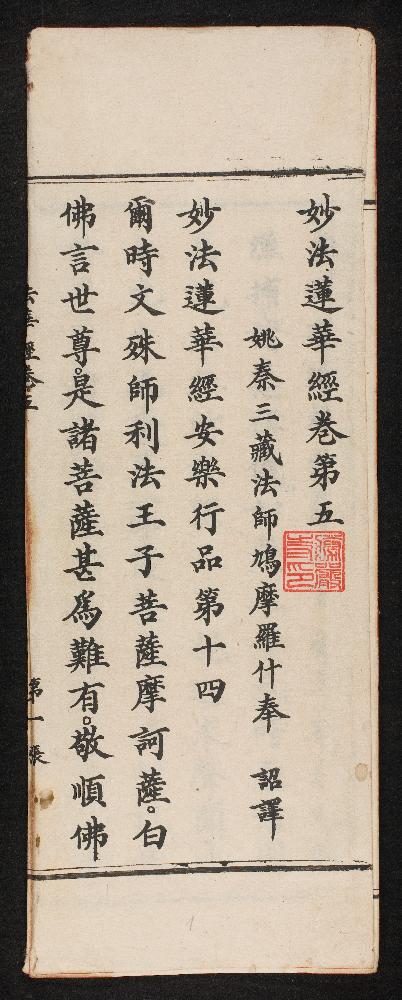 妙法蓮華經卷第五
姚秦三藏法師鳩摩羅什奉 詔譯
妙法蓮華經安樂行品第十四
爾時文殊師利法王子菩薩摩訶薩。白
佛言世尊。是諸菩薩甚爲難有。敬順佛
法華經卷五 第一張